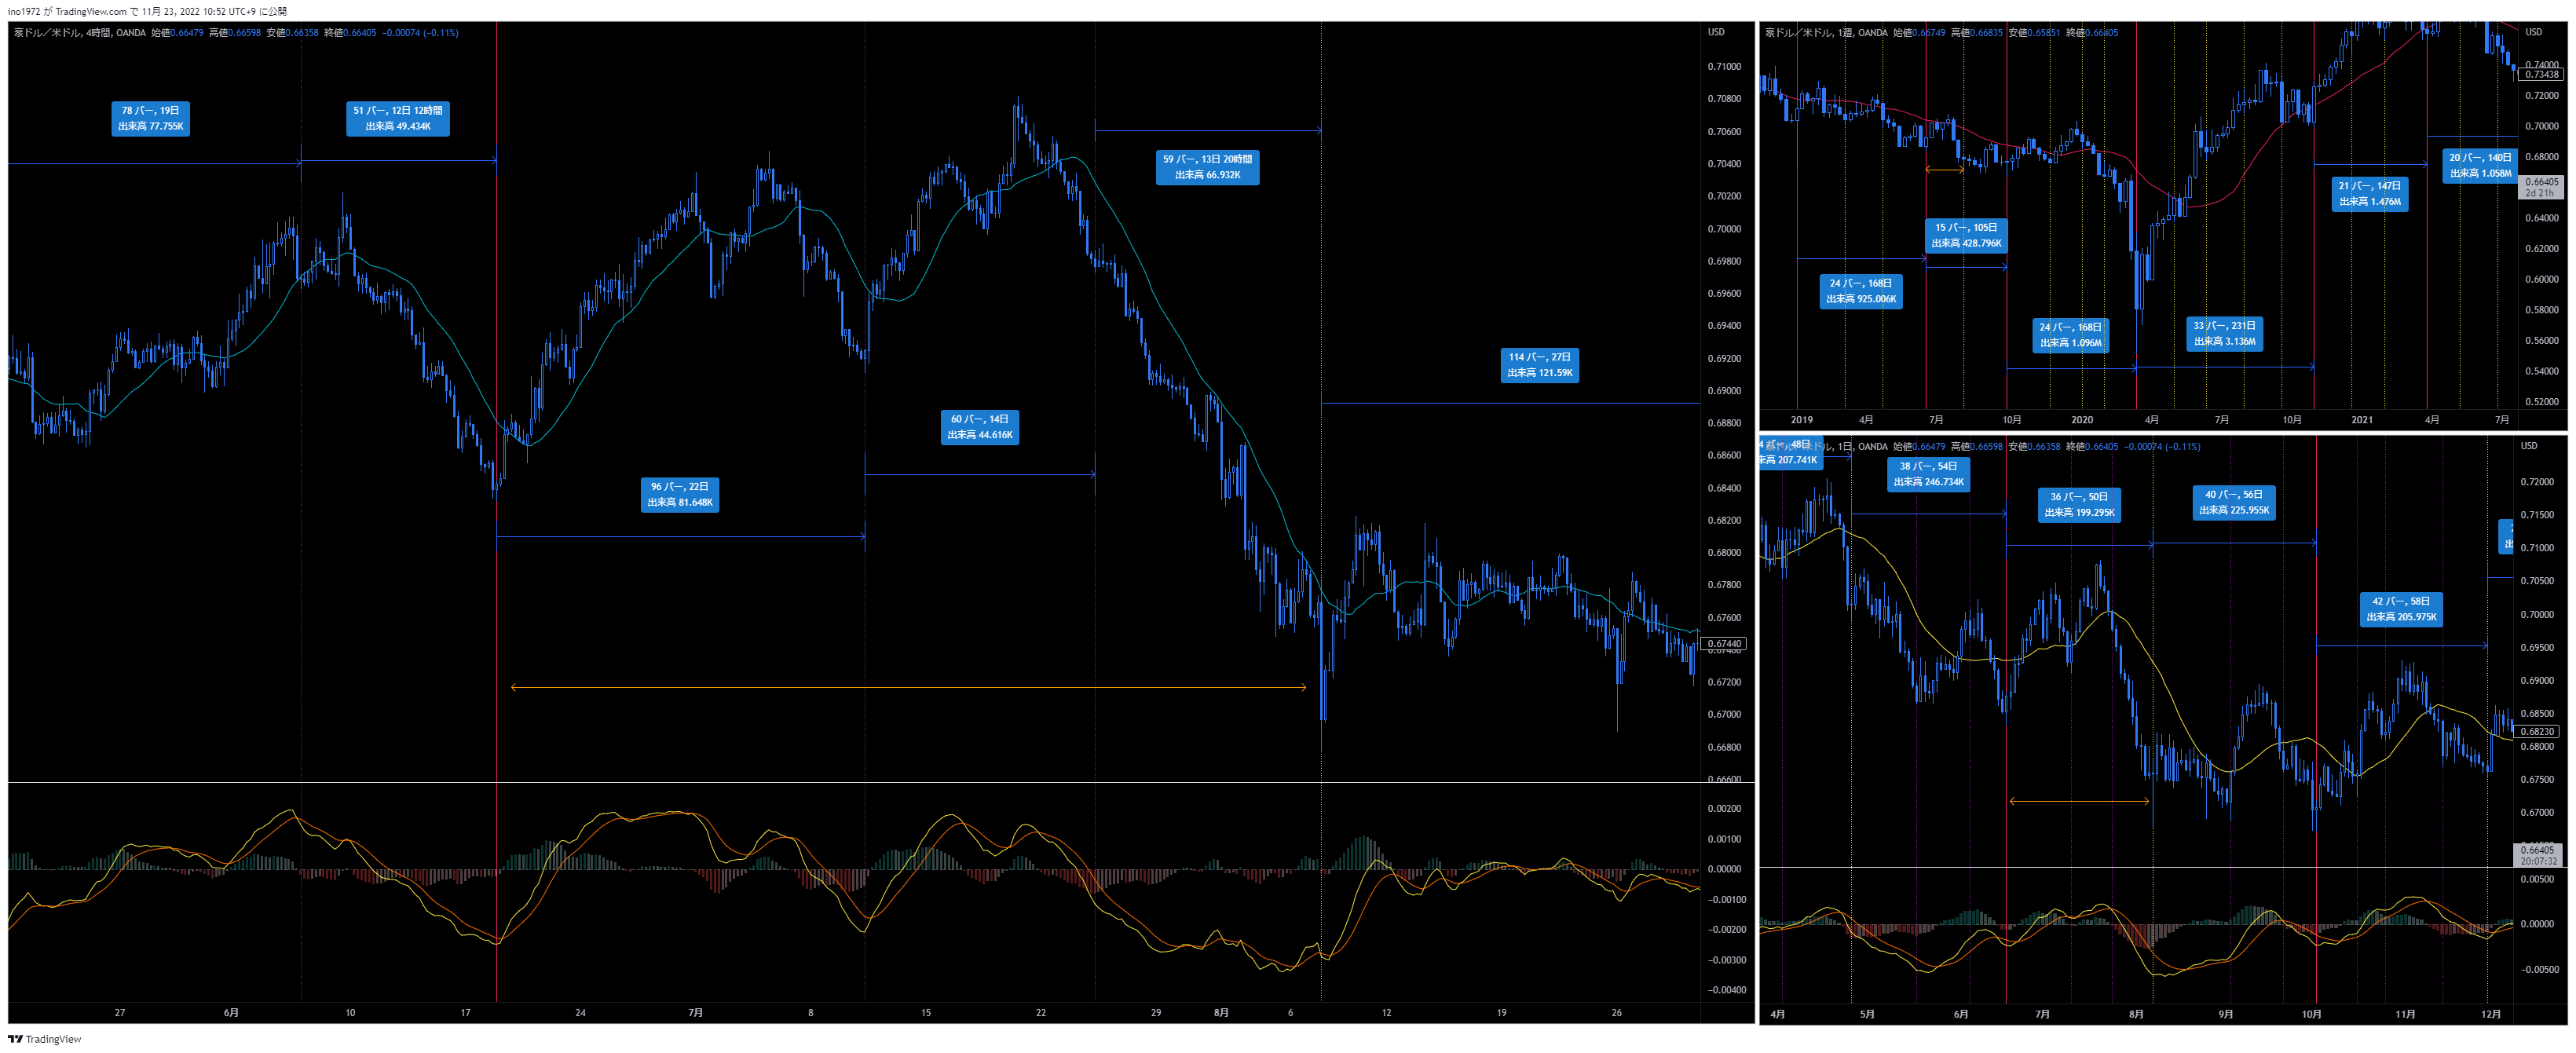 ino1972 が TradingView.com で 11月 23, 2022 10:52 UTC+9 に公開
豪ドル／米ドル, 4時間, OANDA 始値0.66479 高値0.66598 安値0.66358 終値0.66405 −0.00074 (−0.11%)
USD
78 バー, 19日
出来高 77.755K
51 バー, 12日 12時間
出来高 49.434K
59 バー, 13日 20時間
出来高 66.932K
114 バー, 27日
出来高 121.59K
60 バー, 14日
出来高 44.616K
96 バー, 22日
出来高 81.648K
0.71000
0.70800
0.70600
0.70400
0.70200
0.70000
0.69800
0.69600
0.69400
0.69200
0.69000
0.68800
0.68600
0.68400
0.68200
0.68000
0.67800
0.67600
0.67440
0.67400
0.67200
0.67000
0.66800
0.66600
0.00200
0.00100
0.00000
−0.00100
−0.00200
−0.00300
−0.00400
27 6月 10 17 24 7月 8 15 22 29 8月 6 12 19 26
豪ドル／米ドル, 1週, OANDA 始値0.66749 高値0.66835 安値0.65851 終値0.66405
USD
20 バー, 140日
出来高 1.058M
21 バー, 147日
出来高 1.476M
15 バー, 105日
出来高 428.796K
24 バー, 168日
出来高 925.006K
24 バー, 168日
出来高 1.096M
33 バー, 231日
出来高 3.136M
0.74000
0.73438
0.72000
0.70000
0.68000
0.66405
2d 21h
0.64000
0.62000
0.60000
0.58000
0.56000
0.54000
0.52000
2019 4月 7月 10月 2020 4月 7月 10月 2021 4月 7月
豪ドル／米ドル, 1日, OANDA 始値0.66479 高値0.66598 安値0.66358 終値0.66405 −0.00074 (−0.11%)
USD
4 バー, 48日
来高 207.741K
38 バー, 54日
出来高 246.734K
36 バー, 50日
出来高 199.295K
40 バー, 56日
出来高 225.955K
42 バー, 58日
出来高 205.975K
出
0.72000
0.71500
0.71000
0.70500
0.70000
0.69500
0.69000
0.68500
0.68230
0.68000
0.67500
0.67000
0.66405
20:07:32
0.00500
0.00000
−0.00500
4月 5月 6月 7月 8月 9月 10月 11月 12月
TradingView